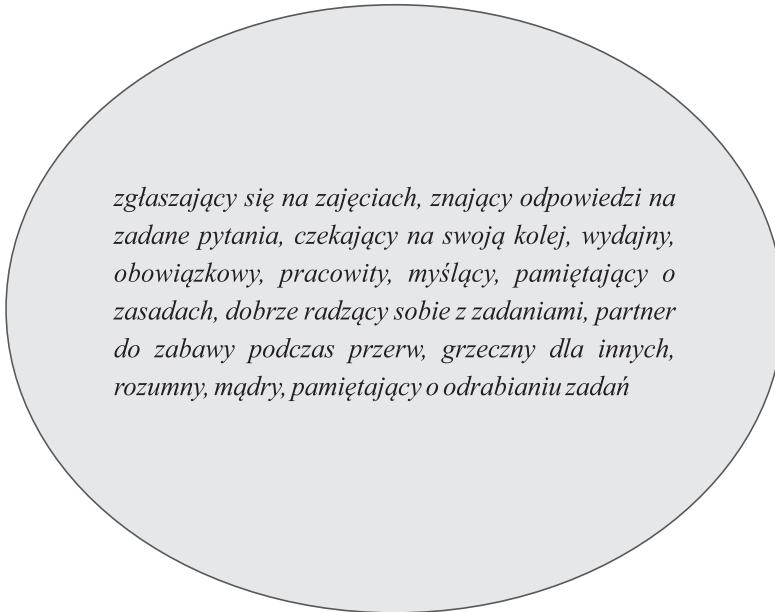 zgłaszający się na zajęciach, znający odpowiedzi na
zadane pytania, czekający na swoją kolej, wydajny,
obowiązkowy, pracowity, myślący, pamiętający o
zasadach, dobrze radzący sobie z zadaniami, partner
do zabawy podczas przerw, grzeczny dla innych,
rozumny, mądry, pamiętający o odrabianiu zadań